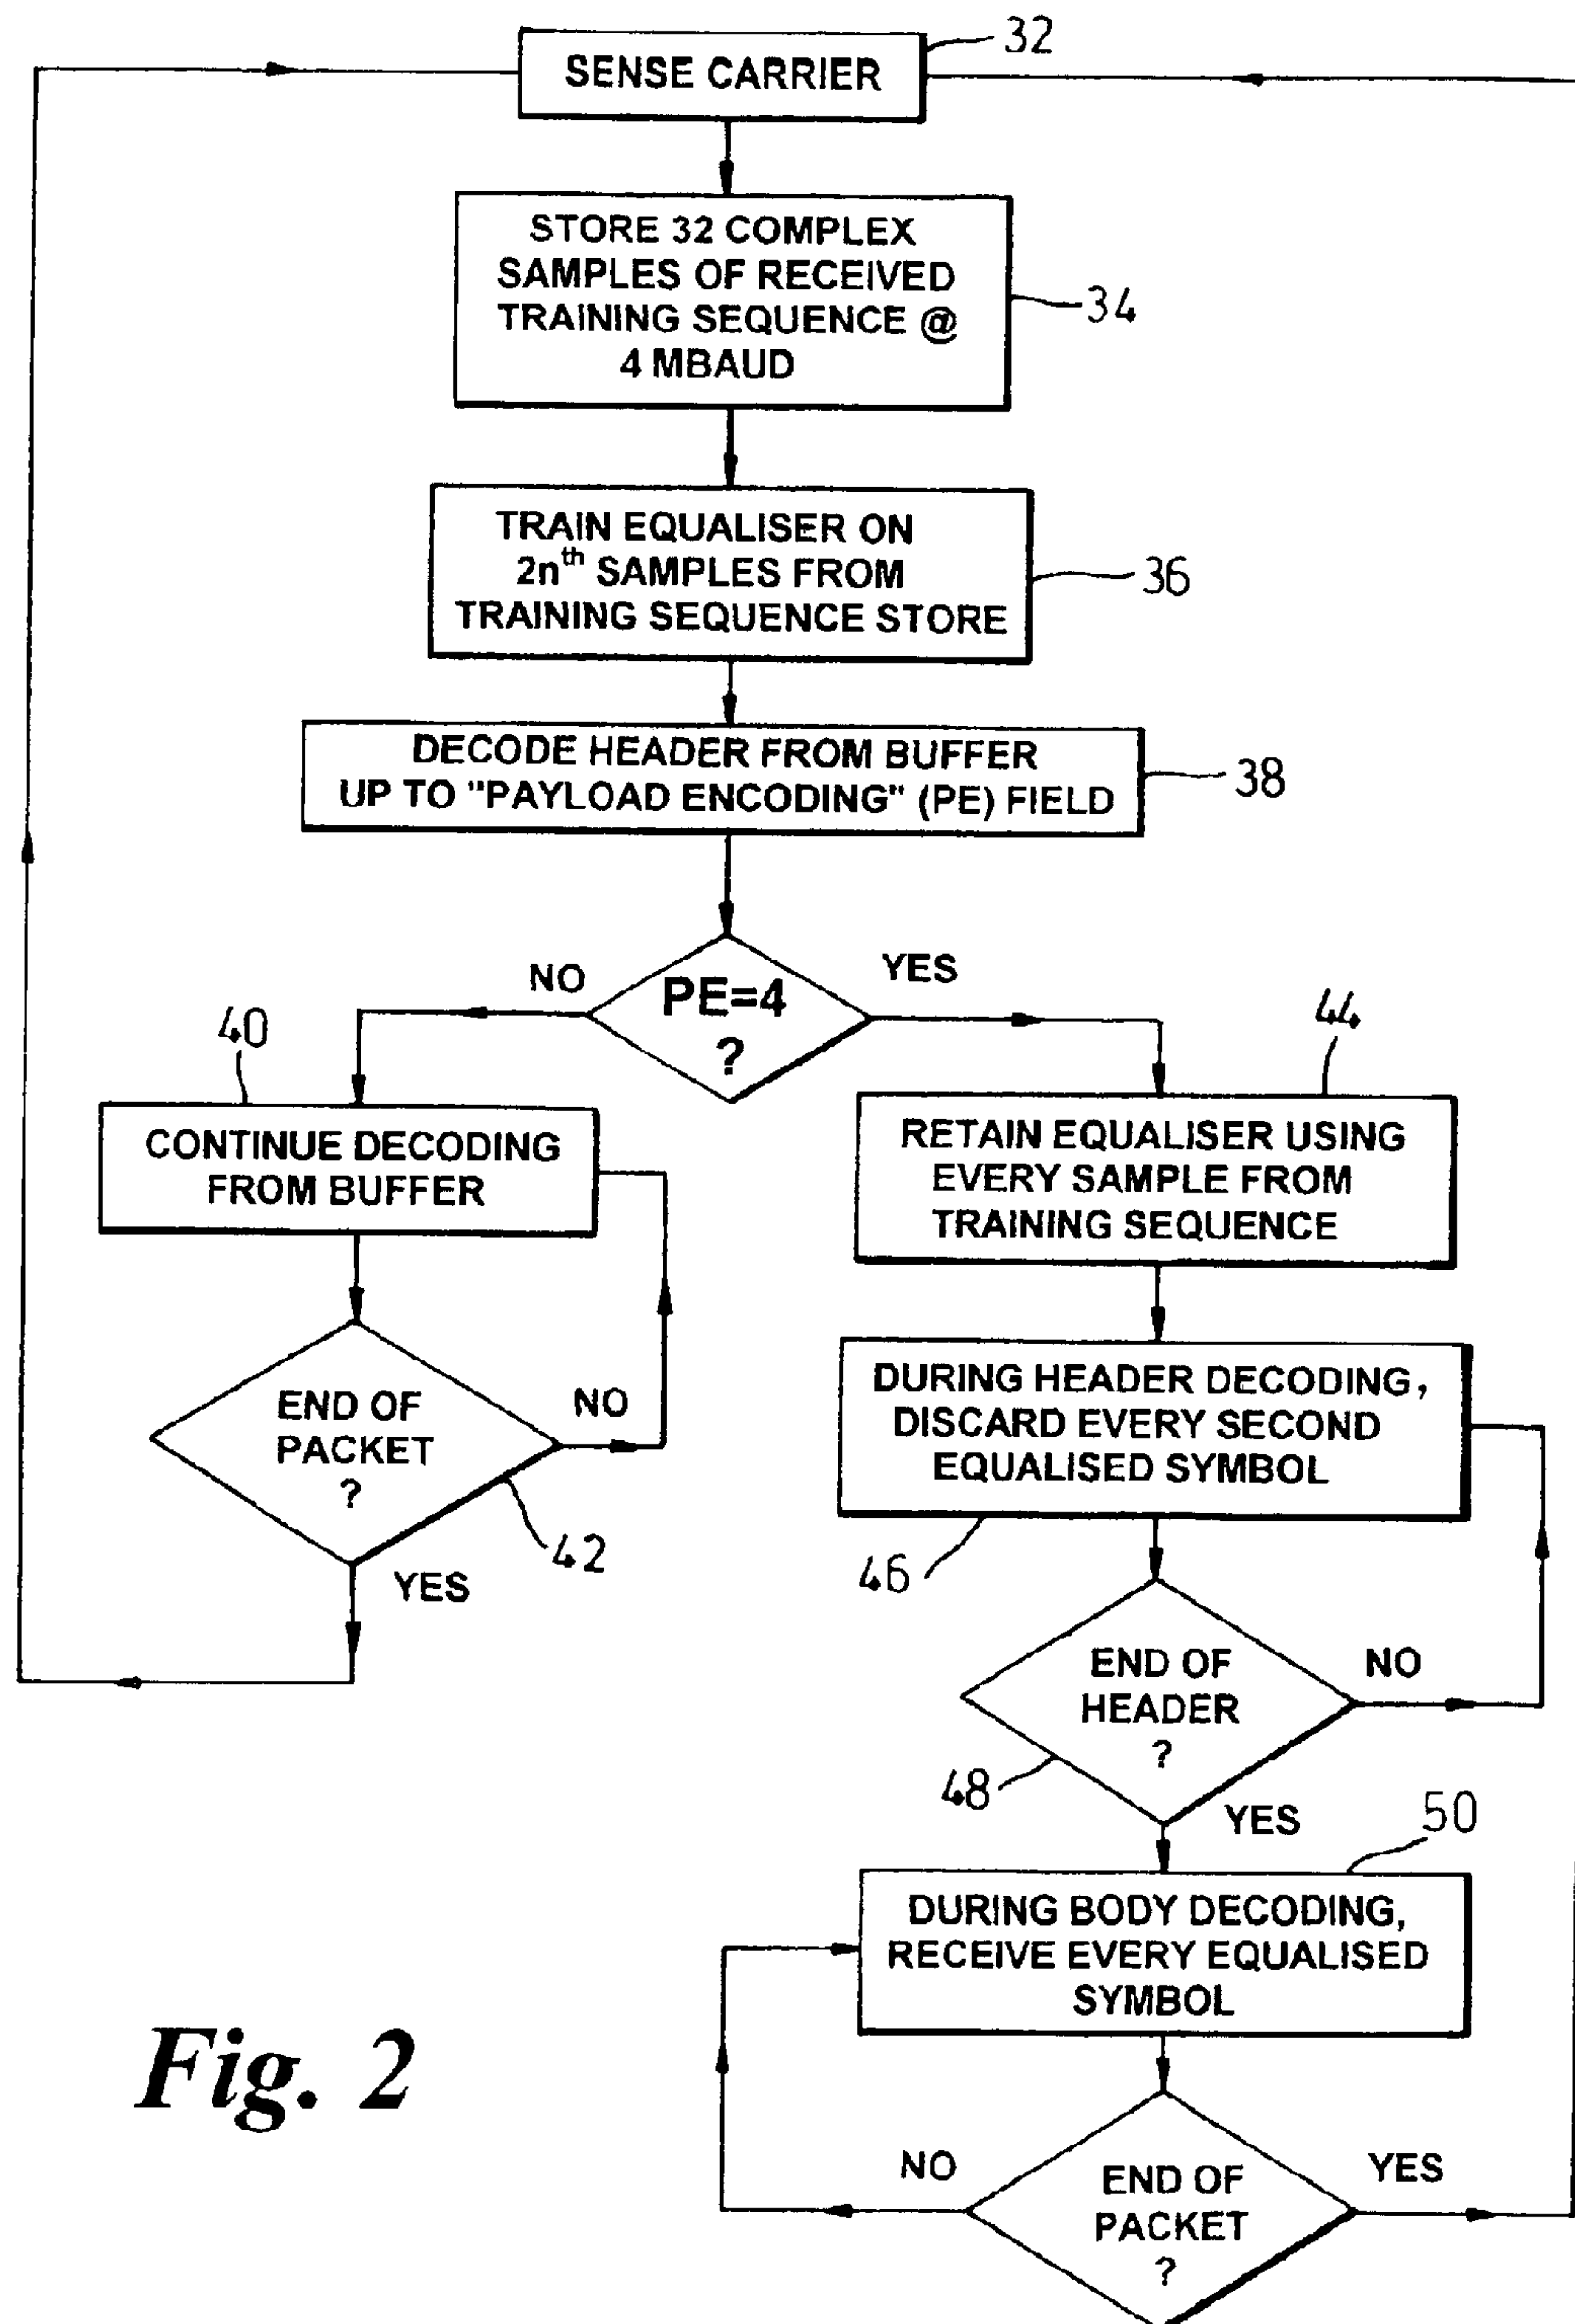 32
SENSE CARRIER
STORE 32 COMPLEX
SAMPLES OF RECEIVED
TRAINING SEQUENCE @
4 MBAUD
34
TRAIN EQUALISER ON
2nth SAMPLES FROM
TRAINING SEQUENCE STORE
36
DECODE HEADER FROM BUFFER
UP TO "PAYLOAD ENCODING" (PE) FIELD
38
NO
PE=4
?
YES
40
CONTINUE DECODING
FROM BUFFER
END OF
PACKET
?
NO
42
YES
44
RETAIN EQUALISER USING
EVERY SAMPLE FROM
TRAINING SEQUENCE
DURING HEADER DECODING,
DISCARD EVERY SECOND
EQUALISED SYMBOL
46
END OF
HEADER
?
NO
48
YES
50
DURING BODY DECODING,
RECEIVE EVERY EQUALISED
SYMBOL
NO
END OF
PACKET
?
YES
Fig. 2